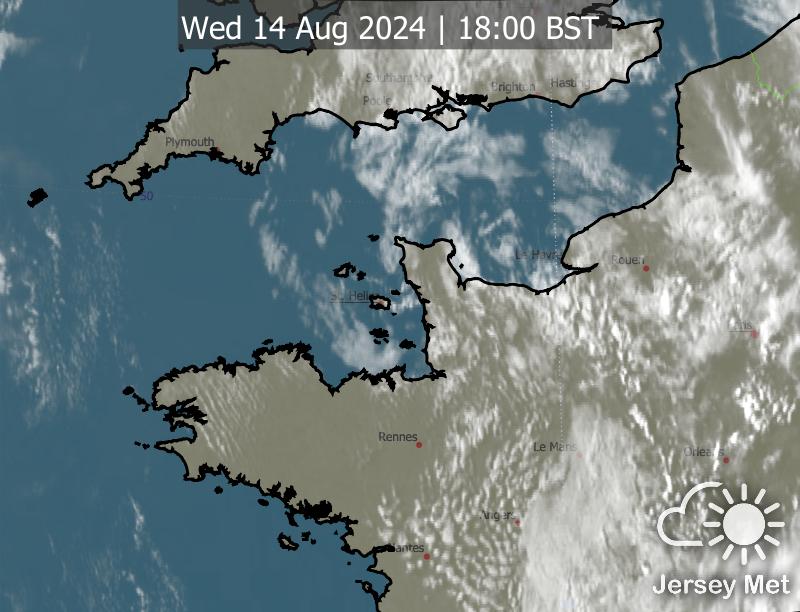 Wed 14 Aug 2024 | 18:00 BST
Southampton
Poole
Brighton
Hastings
Plymouth
50
Le Havre
Rouen
St. Helier
Paris
Rennes
Le Mans
Orleans
Angers
Nantes
Jersey Met